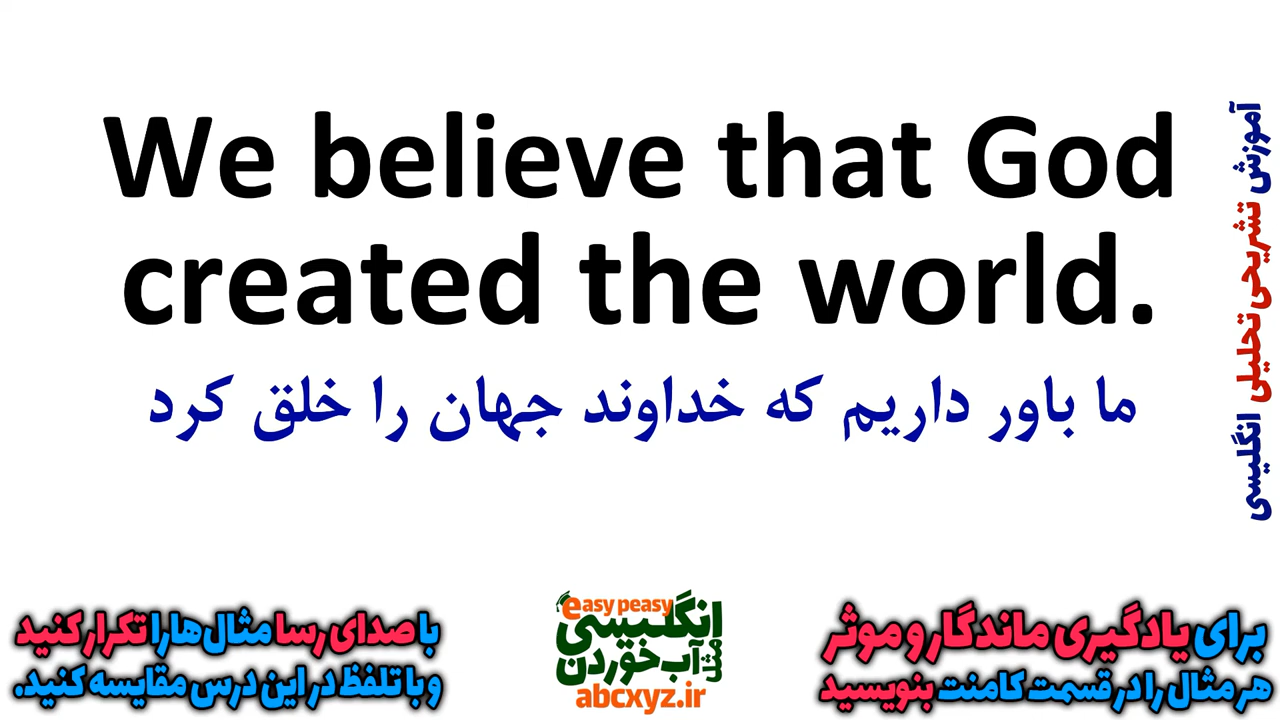 We believe that God
created the world.
ما باور داریم که خداوند جهان را خلق کرد
آموزش تشریحی تحلیلی انگلیسی
برای یادگیری ماندگار و موثر
هر مثال را در قسمت کامنت بنویسید
easy peasy
انگلیسی
مثل
آب خوردن
abcxyz.ir
با صدای رسا مثال‌ها را تکرار کنید
و با تلفظ در این درس مقایسه کنید.